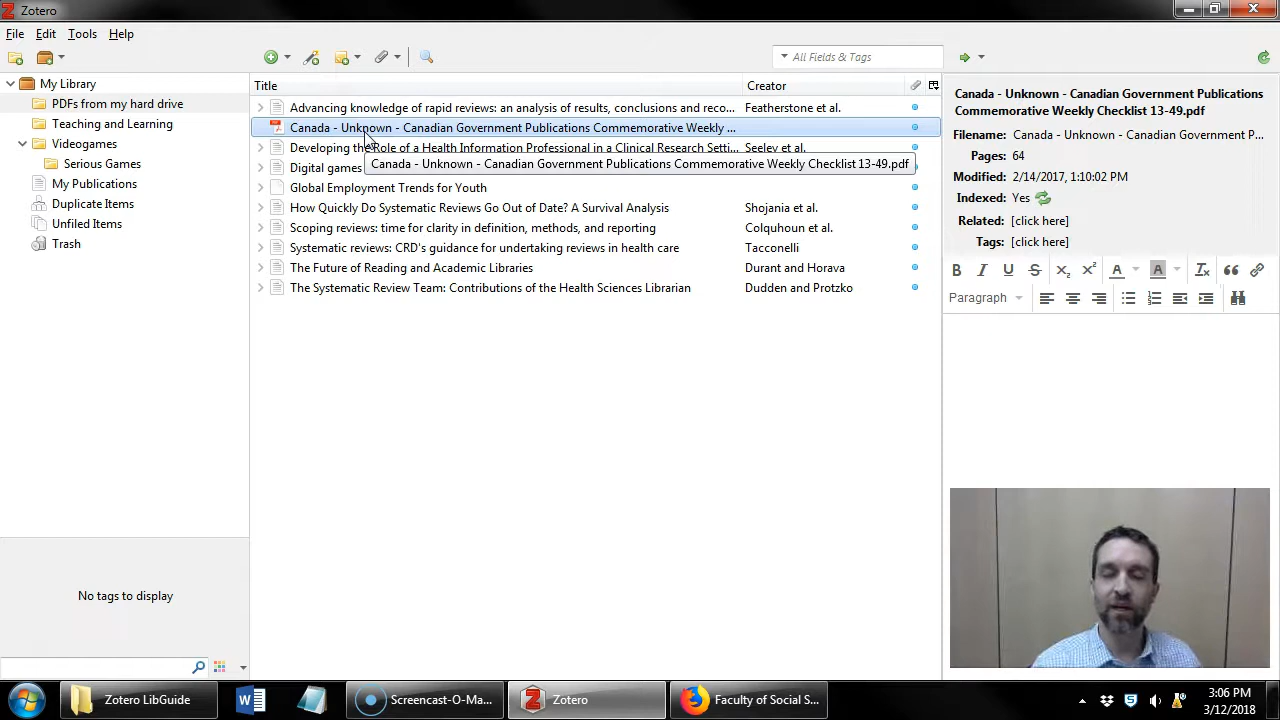 Zotero
File Edit Tools Help
All Fields & Tags
My Library
PDFs from my hard drive
Teaching and Learning
Videogames
Serious Games
My Publications
Duplicate Items
Unfiled Items
Trash
No tags to display
Title Creator
Advancing knowledge of rapid reviews: an analysis of results, conclusions and reco... Featherstone et al.
Canada - Unknown - Canadian Government Publications Commemorative Weekly ...
Developing the Role of a Health Information Professional in a Clinical Research Setti... Seeley et al.
Canada - Unknown - Canadian Government Publications Commemorative Weekly Checklist 13-49.pdf
Digital games
Global Employment Trends for Youth
How Quickly Do Systematic Reviews Go Out of Date? A Survival Analysis Shojania et al.
Scoping reviews: time for clarity in definition, methods, and reporting Colquhoun et al.
Systematic reviews: CRD's guidance for undertaking reviews in health care Tacconelli
The Future of Reading and Academic Libraries Durant and Horava
The Systematic Review Team: Contributions of the Health Sciences Librarian Dudden and Protzko
Canada - Unknown - Canadian Government Publications
Commemorative Weekly Checklist 13-49.pdf
Filename: Canada - Unknown - Canadian Government P...
Pages: 64
Modified: 2/14/2017, 1:10:02 PM
Indexed: Yes
Related: [click here]
Tags: [click here]
Paragraph
Zotero LibGuide
Screencast-O-Ma...
Zotero
Faculty of Social S...
3:06 PM
3/12/2018